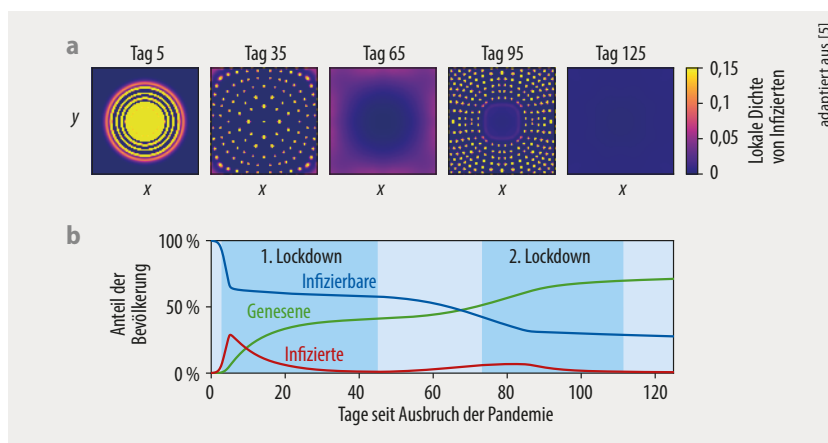 a
Tag 5 Tag 35 Tag 65 Tag 95 Tag 125
y
x x x x x
0,15
0,1
0,05
0
Lokale Dichte
von Infizierten
adaptiert aus [5]
b
100 %
50 %
0 %
Anteil der
Bevölkerung
1. Lockdown 2. Lockdown
Infizierbare
Genesene
Infizierte
0 20 40 60 80 100 120
Tage seit Ausbruch der Pandemie